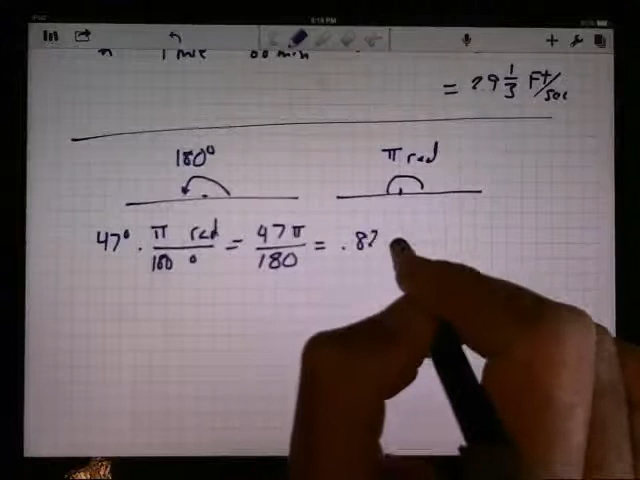 = 29 1/3 Ft/sec
180° π rad
47° · π rad/180 ° = 47π/180 = .82